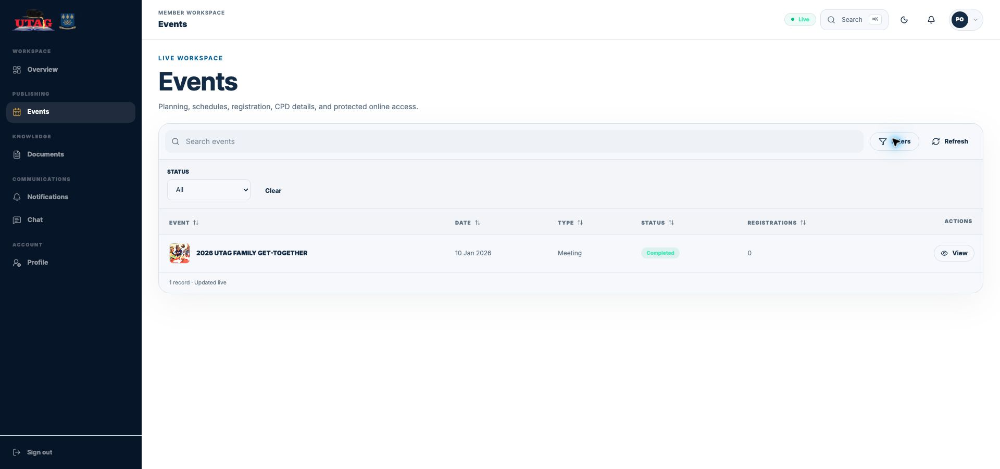 UTAG
WORKSPACE
Overview
PUBLISHING
Events
KNOWLEDGE
Documents
COMMUNICATIONS
Notifications
Chat
ACCOUNT
Profile
Sign out
MEMBER WORKSPACE
Events
Live
Search ⌘K
PO
LIVE WORKSPACE
Events
Planning, schedules, registration, CPD details, and protected online access.
Search events
Refresh
STATUS
All
Clear
EVENT DATE TYPE STATUS REGISTRATIONS ACTIONS
2026 UTAG FAMILY GET-TOGETHER 10 Jan 2026 Meeting Completed 0 View
1 record · Updated live